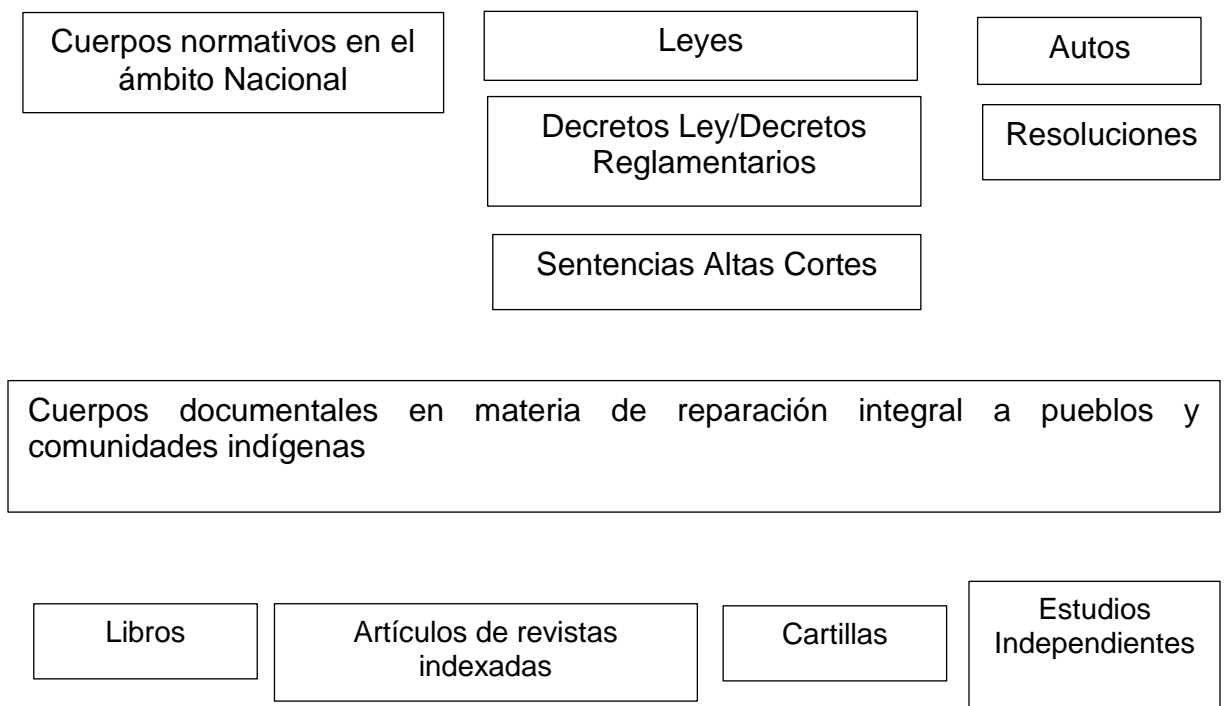 Cuerpos normativos en el
ámbito Nacional
Leyes
Autos
Decretos Ley/Decretos
Reglamentarios
Resoluciones
Sentencias Altas Cortes
Cuerpos documentales en materia de reparación integral a pueblos y
comunidades indígenas
Libros
Artículos de revistas
indexadas
Cartillas
Estudios
Independientes